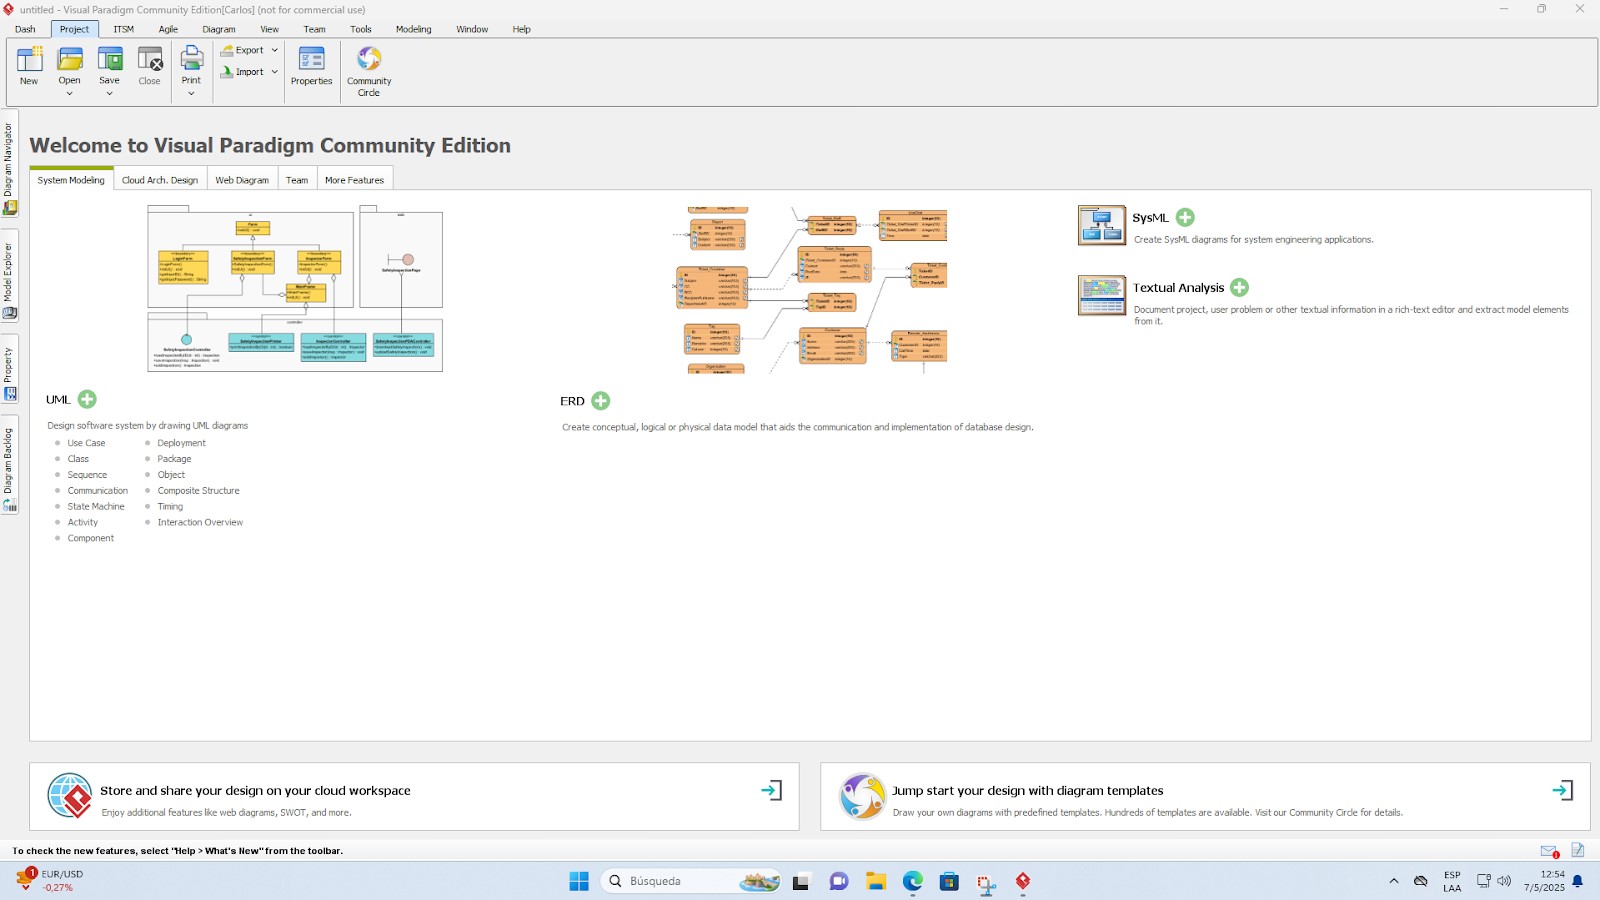 untitled - Visual Paradigm Community Edition[Carlos] (not for commercial use)
Dash Project ITSM Agile Diagram View Team Tools Modeling Window Help
New Open Save Close Print Export Import Properties Community Circle
Diagram Navigator
Model Explorer
Property
Diagram Backlog
Welcome to Visual Paradigm Community Edition
System Modeling Cloud Arch. Design Web Diagram Team More Features
SysML
Create SysML diagrams for system engineering applications.
Textual Analysis
Document project, user problem or other textual information in a rich-text editor and extract model elements
from it.
UML
Design software system by drawing UML diagrams
Use Case Deployment
Class Package
Sequence Object
Communication Composite Structure
State Machine Timing
Activity Interaction Overview
Component
ERD
Create conceptual, logical or physical data model that aids the communication and implementation of database design.
Store and share your design on your cloud workspace
Enjoy additional features like web diagrams, SWOT, and more.
Jump start your design with diagram templates
Draw your own diagrams with predefined templates. Hundreds of templates are available. Visit our Community Circle for details.
To check the new features, select "Help > What's New" from the toolbar.
1
1
EUR/USD
-0,27%
Búsqueda
ESP
LAA
12:54
7/5/2025